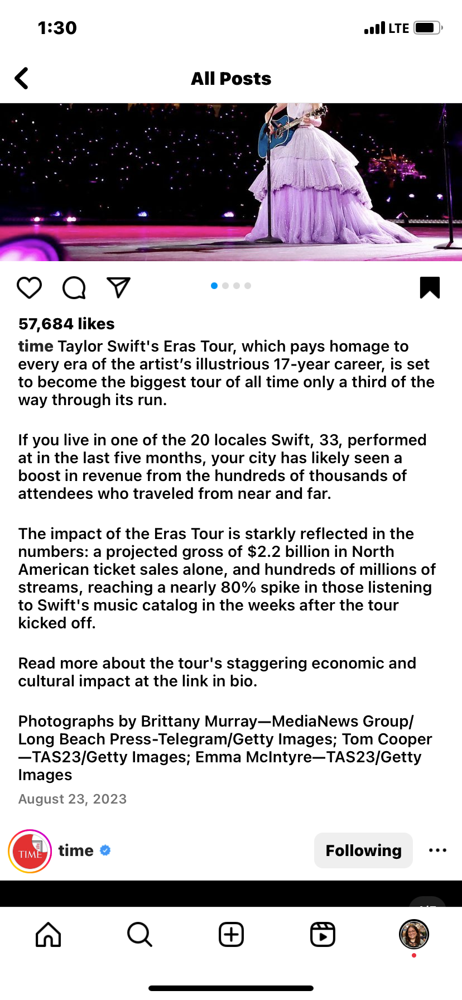 1:30
LTE
All Posts
57,684 likes
time Taylor Swift's Eras Tour, which pays homage to
every era of the artist’s illustrious 17-year career, is set
to become the biggest tour of all time only a third of the
way through its run.
If you live in one of the 20 locales Swift, 33, performed
at in the last five months, your city has likely seen a
boost in revenue from the hundreds of thousands of
attendees who traveled from near and far.
The impact of the Eras Tour is starkly reflected in the
numbers: a projected gross of $2.2 billion in North
American ticket sales alone, and hundreds of millions of
streams, reaching a nearly 80% spike in those listening
to Swift's music catalog in the weeks after the tour
kicked off.
Read more about the tour's staggering economic and
cultural impact at the link in bio.
Photographs by Brittany Murray—MediaNews Group/
Long Beach Press-Telegram/Getty Images; Tom Cooper
—TAS23/Getty Images; Emma McIntyre—TAS23/Getty
Images
August 23, 2023
TIME
time
Following